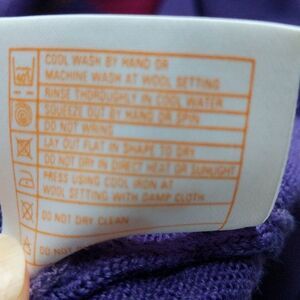 COOL WASH BY HAND OR
MACHINE WASH AT WOOL SETTING
RINSE THOROUGHLY IN COOL WATER
SQUEEZE OUT BY HAND OR SPIN
DO NOT WRING
LAY OUT FLAT IN SHAPE TO DRY
DO NOT DRY IN DIRECT HEAT OR SUNLIGHT
PRESS USING COOL IRON AT
WOOL SETTING WITH DAMP CLOTH
DO NOT DRY CLEAN
DO NOT